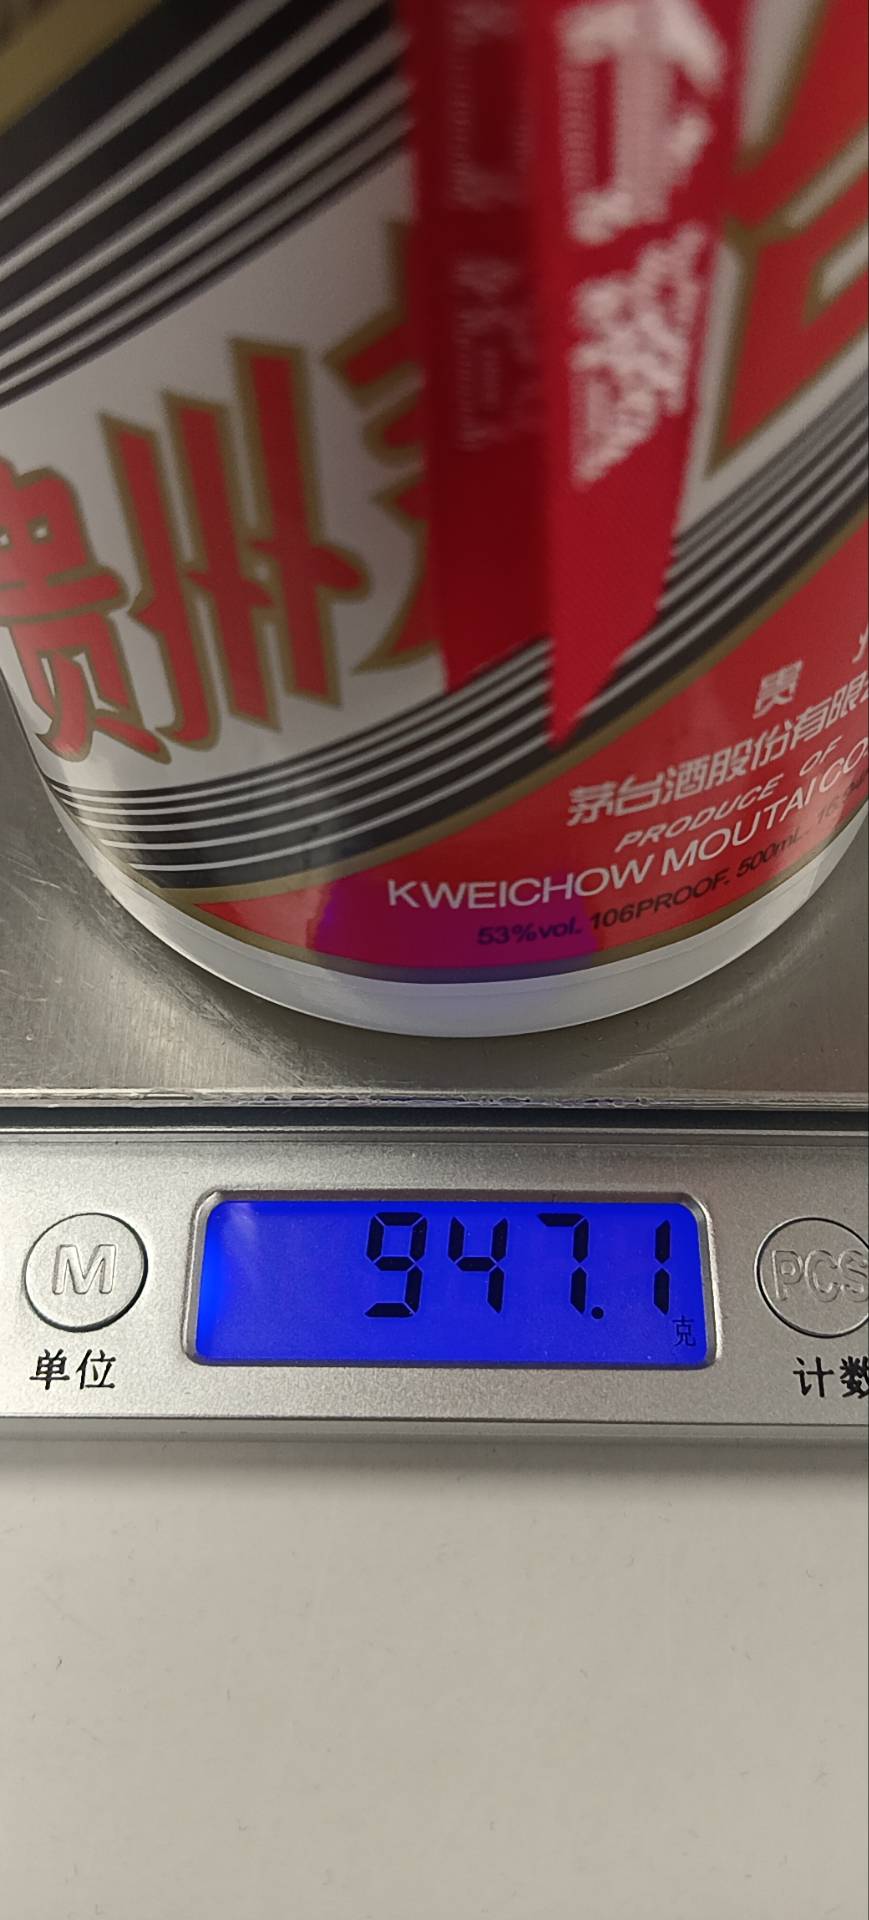 贵州
贵
茅台酒股份有限
PRODUCE OF
KWEICHOW MOUTAI CO.
53%vol. 106PROOF. 500mL.
947.1
克
M
PCS
单位
计数